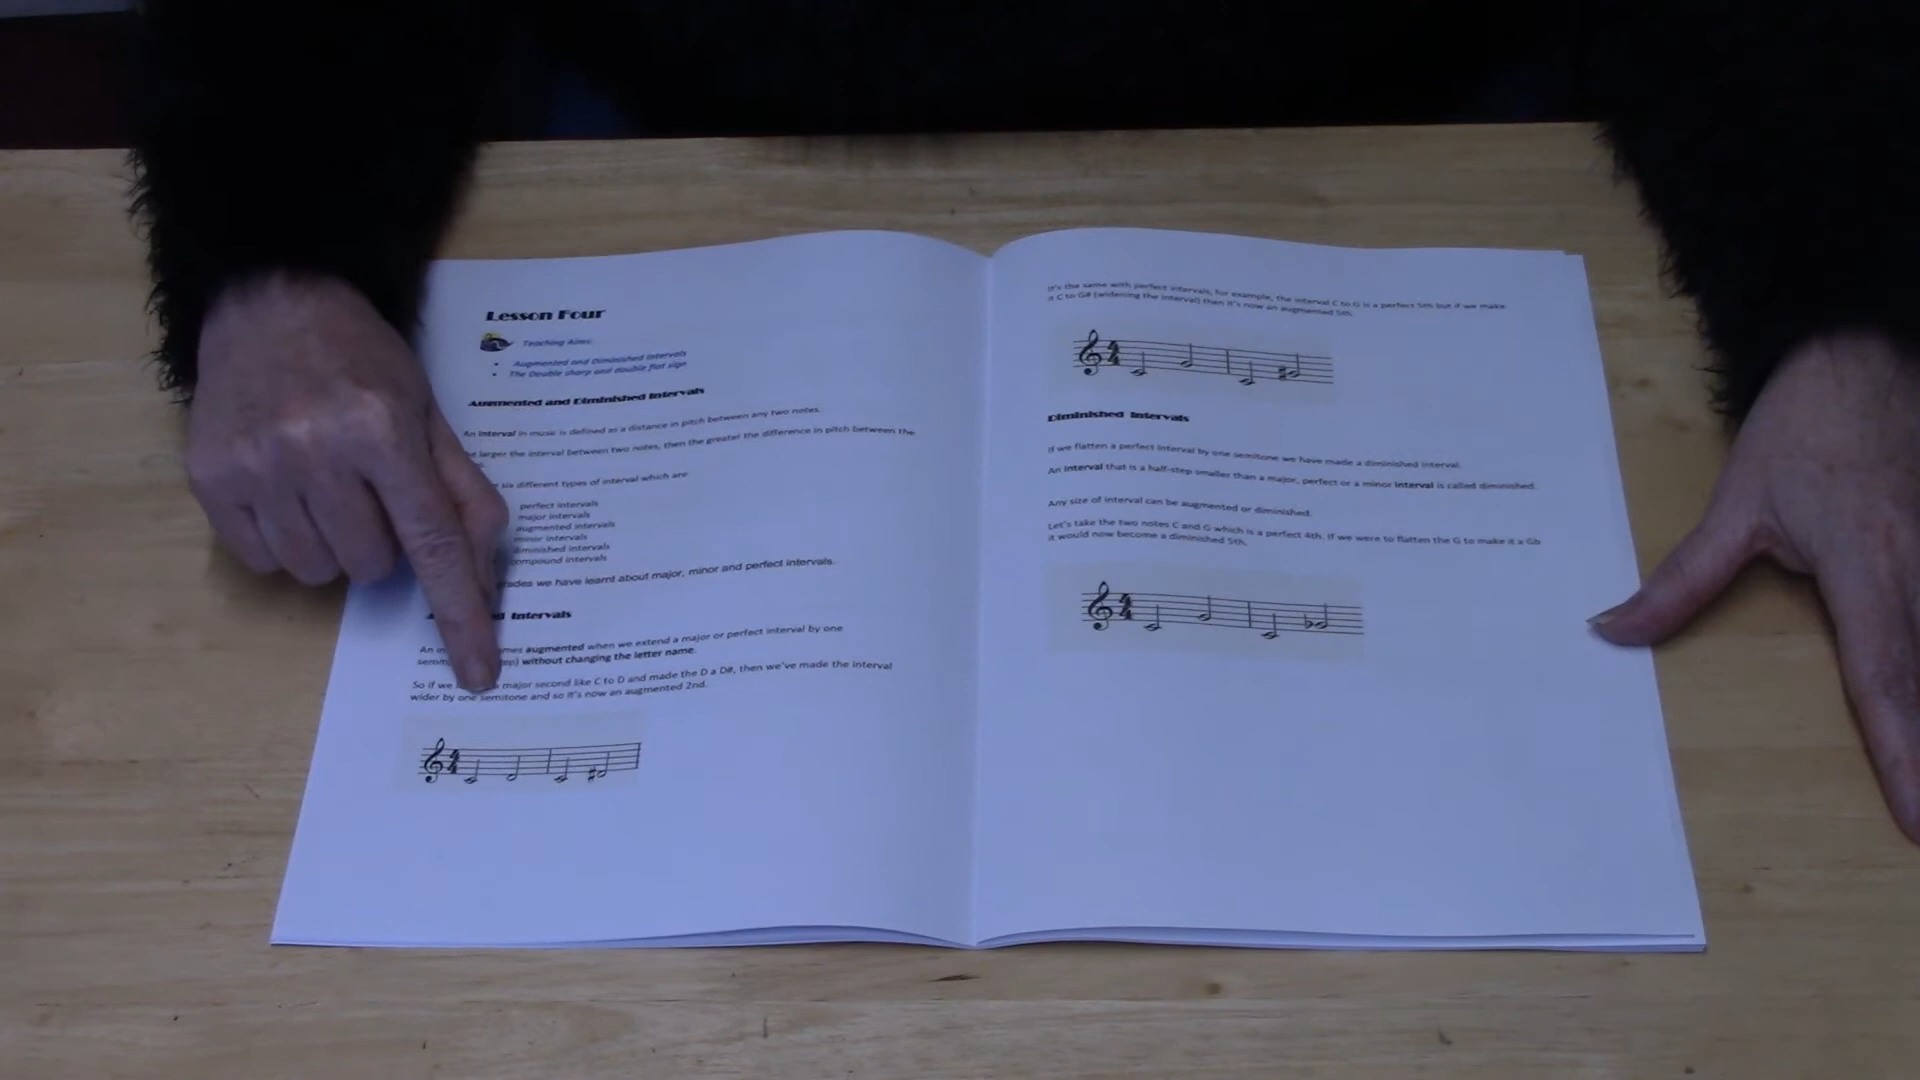 Lesson Four
Teaching Aims:
• Augmented and Diminished Intervals
• The Double sharp and double flat sign
Augmented and Diminished Intervals
An interval in music is defined as a distance in pitch between any two notes.
larger the interval between two notes, then the greater the difference in pitch between the
six different types of interval which are
perfect intervals
major intervals
augmented intervals
minor intervals
diminished intervals
compound intervals
we have learnt about major, minor and perfect intervals.
Intervals
An augmented when we extend a major or perfect interval by one
without changing the letter name.
So if we major second like C to D and made the D a D#, then we've made the interval
wider by one semitone and so it's now an augmented 2nd.
4
4
It's the same with perfect intervals, for example, the interval C to G is a perfect 5th but if we make
it C to G# (widening the interval) then it's now an augmented 5th.
4
4
Diminished Intervals
If we flatten a perfect interval by one semitone we have made a diminished interval.
An interval that is a half-step smaller than a major, perfect or a minor interval is called diminished.
Any size of interval can be augmented or diminished.
Let's take the two notes C and G which is a perfect 4th. If we were to flatten the G to make it a Gb
it would now become a diminished 5th.
4
4